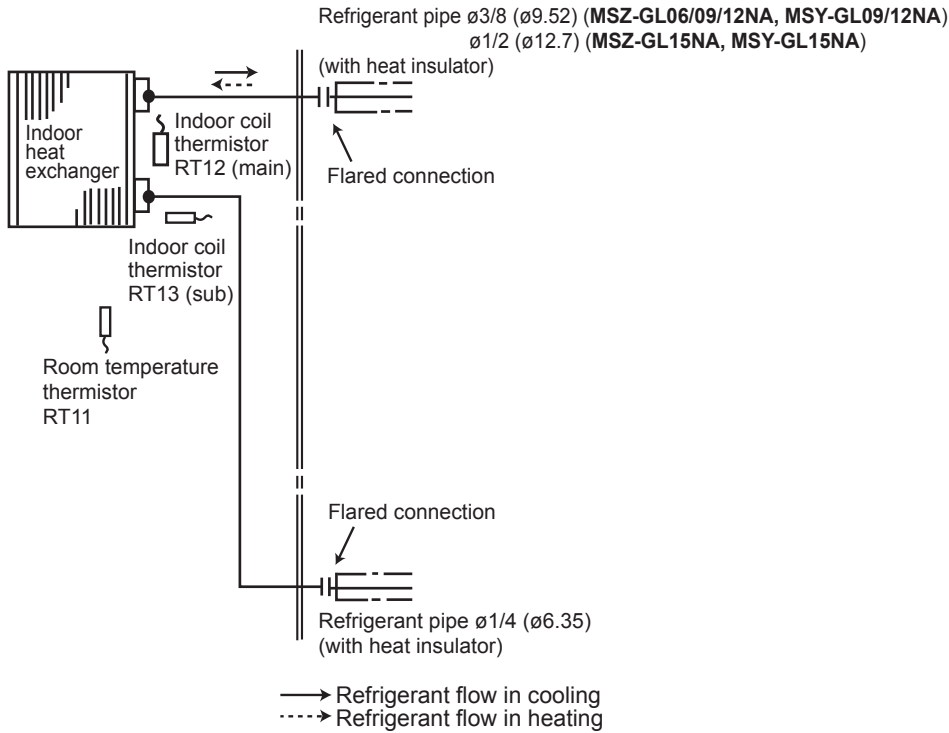 Refrigerant pipe ø3/8 (ø9.52) (MSZ-GL06/09/12NA, MSY-GL09/12NA)
ø1/2 (ø12.7) (MSZ-GL15NA, MSY-GL15NA)
(with heat insulator)
Indoor
heat
exchanger
Indoor coil
thermistor
RT12 (main)
Flared connection
Indoor coil
thermistor
RT13 (sub)
Room temperature
thermistor
RT11
Flared connection
Refrigerant pipe ø1/4 (ø6.35)
(with heat insulator)
Refrigerant flow in cooling
Refrigerant flow in heating